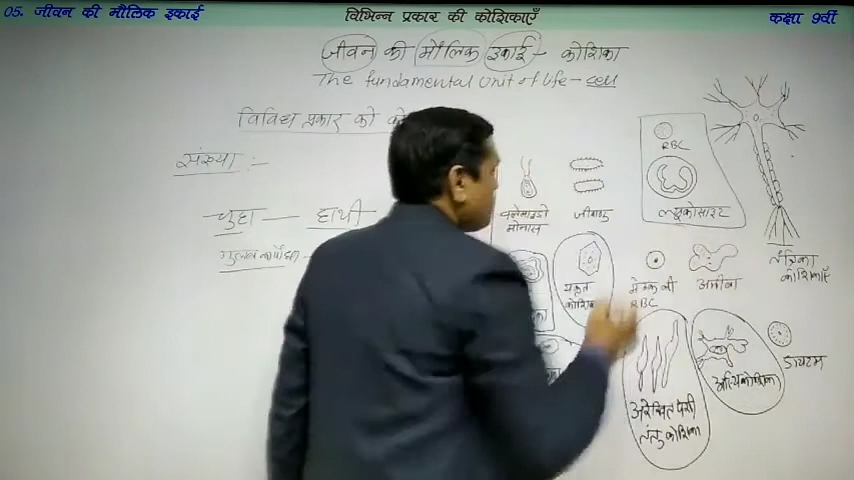 05. जीवन की मौलिक इकाई
विभिन्न प्रकार की कोशिकाएँ
कक्षा 9वीं
जीवन की मौलिक इकाई - कोशिका
The fundamental Unit of life - cell
विविध प्रकार की
संख्या :-
चुहा — हाथी
जीवाणु
RBC
ल्यूकोसाइट
तंत्रिका
कोशिकाएँ
यकृत
मेंढक की
RBC
अमीबा
अरेखित पेशी
तंतु कोशिका
अस्थिकोशिका
डायटम